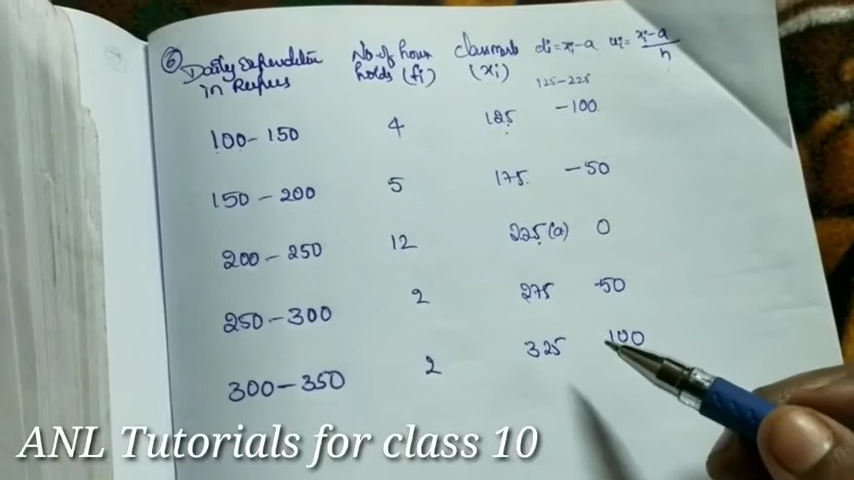 ⑥ Daily Expenditure in Rupees No. of house holds (fi) classmark (xi) di = xi-a ui = xi-a / h
125-225
100-150 4 125 -100
150-200 5 175 -50
200-250 12 225(a) 0
250-300 2 275 50
300-350 2 325 100
ANL Tutorials for class 10